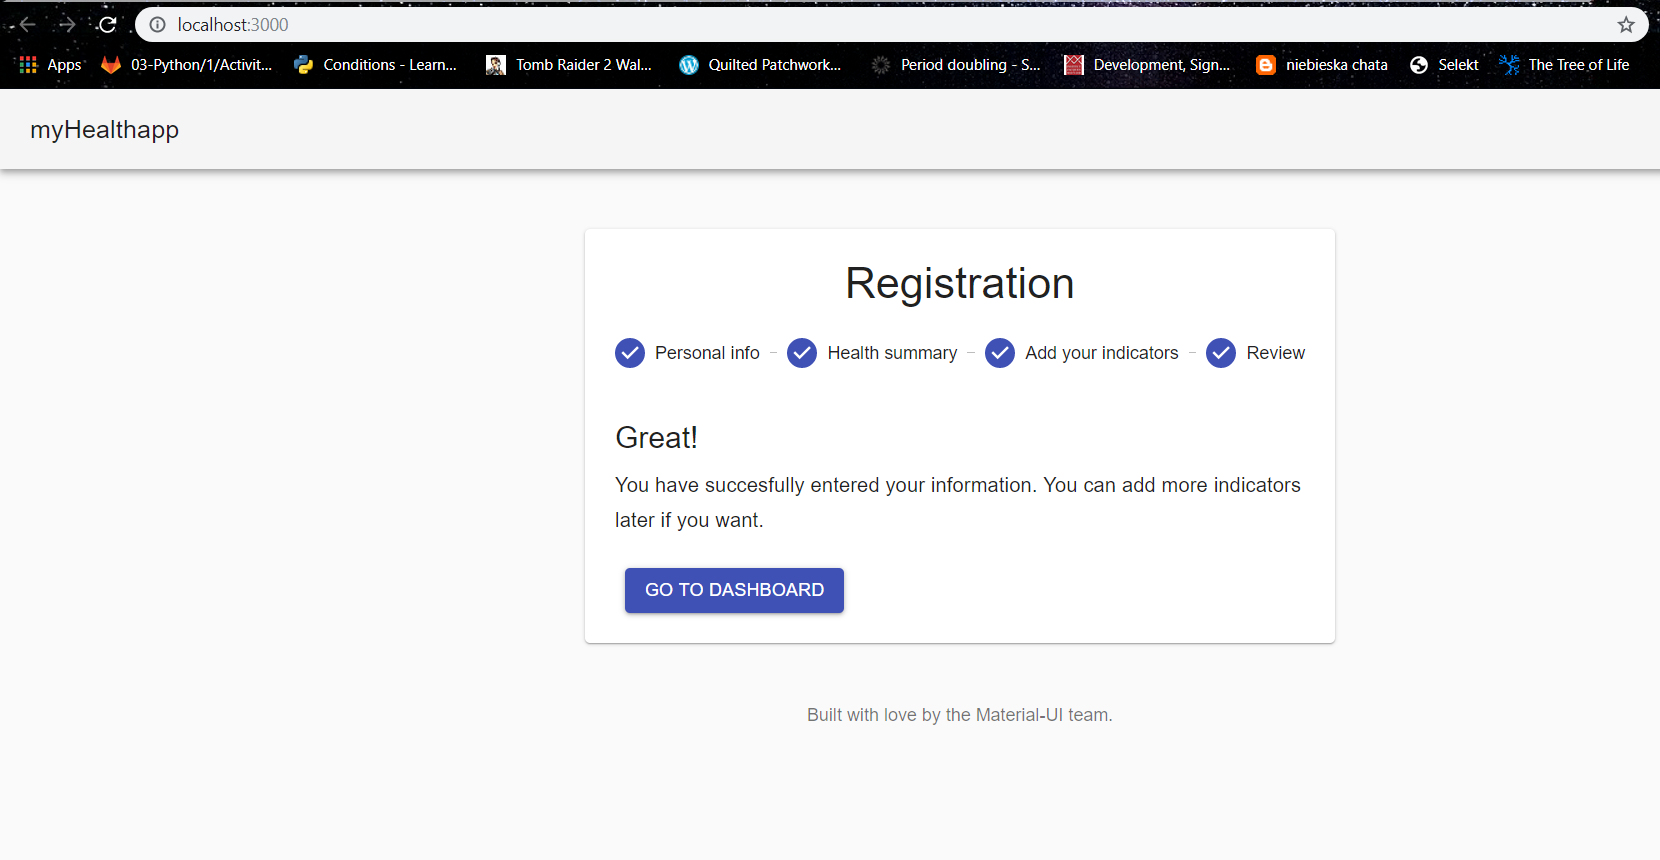 localhost:3000
Apps 03-Python/1/Activit... Conditions - Learn... Tomb Raider 2 Wal... Quilted Patchwork... Period doubling - S... Development, Sign... niebieska chata Selekt The Tree of Life
myHealthapp
Registration
Personal info Health summary Add your indicators Review
Great!
You have succesfully entered your information. You can add more indicators
later if you want.
GO TO DASHBOARD
Built with love by the Material-UI team.